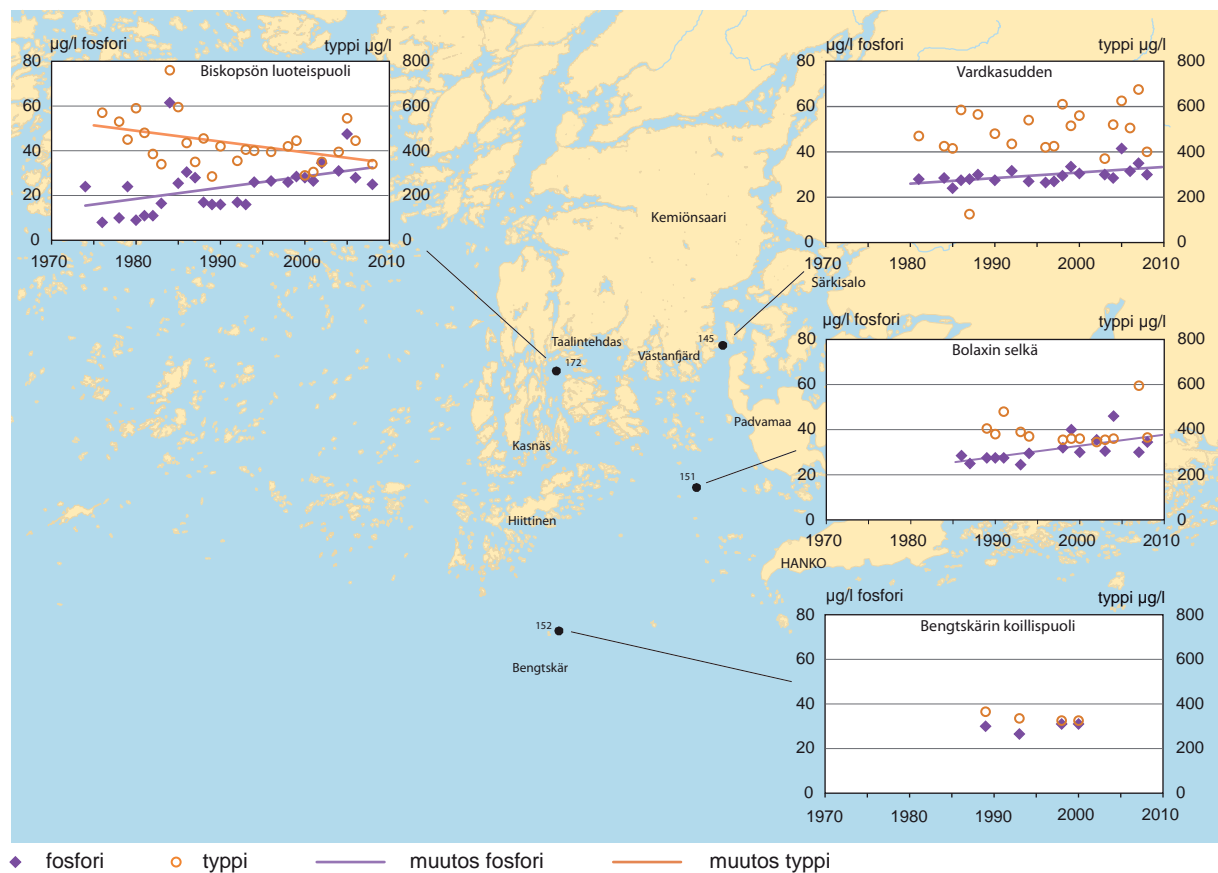 µg/l fosfori typpi µg/l
Biskopsön luoteispuoli
80 800
60 600
40 400
20 200
0 0
1970 1980 1990 2000 2010
µg/l fosfori typpi µg/l
Vardkasudden
80 800
60 600
40 400
20 200
0 0
1970 1980 1990 2000 2010
Kemiönsaari
Särkisalo
Taalintehdas
Västanfjärd
145
172
Padvamaa
Kasnäs
151
Hiittinen
HANKO
152
Bengtskär
µg/l fosfori typpi µg/l
Bolaxin selkä
80 800
60 600
40 400
20 200
0 0
1970 1980 1990 2000 2010
µg/l fosfori typpi µg/l
Bengtskärin koillispuoli
80 800
60 600
40 400
20 200
0 0
1970 1980 1990 2000 2010
fosfori typpi muutos fosfori muutos typpi